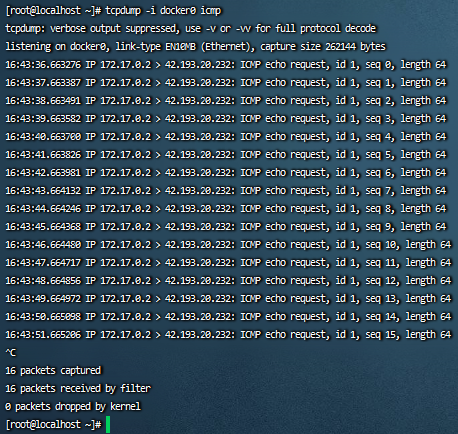 [root@localhost ~]# tcpdump -i docker0 icmp
tcpdump: verbose output suppressed, use -v or -vv for full protocol decode
listening on docker0, link-type EN10MB (Ethernet), capture size 262144 bytes
16:43:36.663276 IP 172.17.0.2 > 42.193.20.232: ICMP echo request, id 1, seq 0, length 64
16:43:37.663387 IP 172.17.0.2 > 42.193.20.232: ICMP echo request, id 1, seq 1, length 64
16:43:38.663491 IP 172.17.0.2 > 42.193.20.232: ICMP echo request, id 1, seq 2, length 64
16:43:39.663582 IP 172.17.0.2 > 42.193.20.232: ICMP echo request, id 1, seq 3, length 64
16:43:40.663700 IP 172.17.0.2 > 42.193.20.232: ICMP echo request, id 1, seq 4, length 64
16:43:41.663826 IP 172.17.0.2 > 42.193.20.232: ICMP echo request, id 1, seq 5, length 64
16:43:42.663981 IP 172.17.0.2 > 42.193.20.232: ICMP echo request, id 1, seq 6, length 64
16:43:43.664132 IP 172.17.0.2 > 42.193.20.232: ICMP echo request, id 1, seq 7, length 64
16:43:44.664246 IP 172.17.0.2 > 42.193.20.232: ICMP echo request, id 1, seq 8, length 64
16:43:45.664368 IP 172.17.0.2 > 42.193.20.232: ICMP echo request, id 1, seq 9, length 64
16:43:46.664480 IP 172.17.0.2 > 42.193.20.232: ICMP echo request, id 1, seq 10, length 64
16:43:47.664717 IP 172.17.0.2 > 42.193.20.232: ICMP echo request, id 1, seq 11, length 64
16:43:48.664856 IP 172.17.0.2 > 42.193.20.232: ICMP echo request, id 1, seq 12, length 64
16:43:49.664972 IP 172.17.0.2 > 42.193.20.232: ICMP echo request, id 1, seq 13, length 64
16:43:50.665098 IP 172.17.0.2 > 42.193.20.232: ICMP echo request, id 1, seq 14, length 64
16:43:51.665206 IP 172.17.0.2 > 42.193.20.232: ICMP echo request, id 1, seq 15, length 64
^C
16 packets captured
16 packets received by filter
0 packets dropped by kernel
[root@localhost ~]#